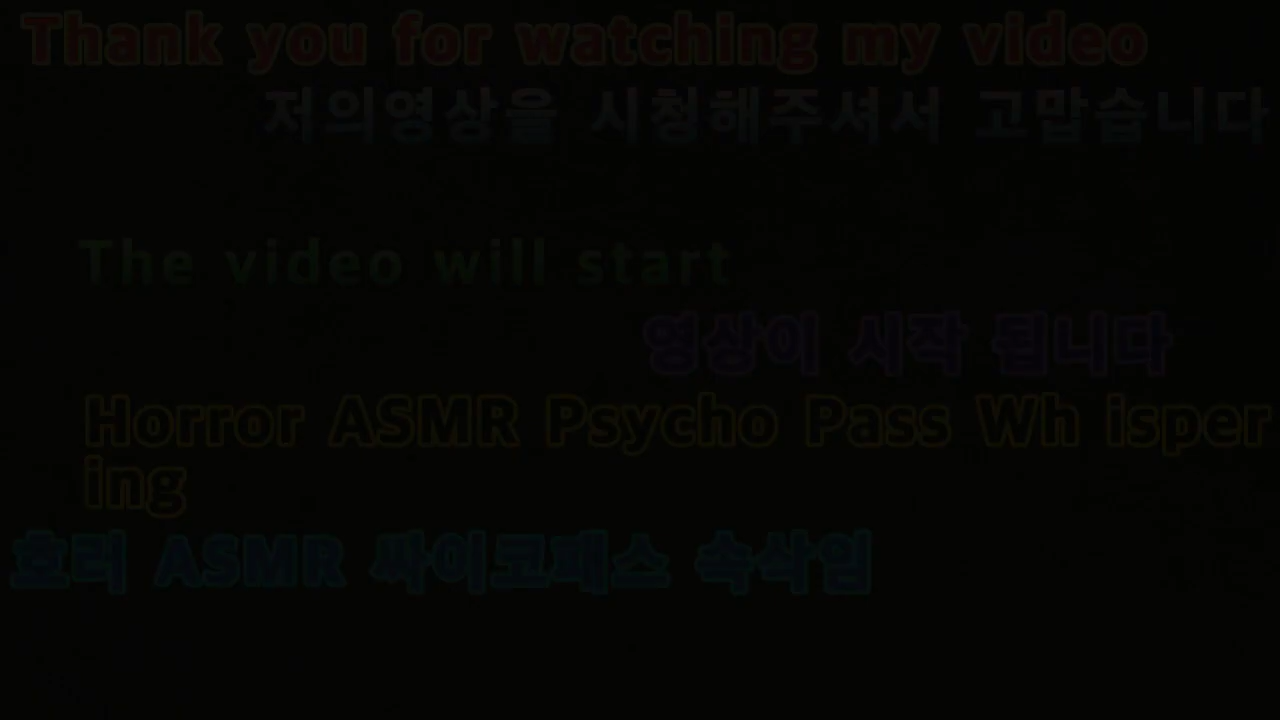 Thank you for watching my video
저의영상을 시청해주셔서 고맙습니다
The video will start
영상이 시작 됩니다
Horror ASMR Psycho Pass Wh isper
ing
호러 ASMR 싸이코패스 속삭임